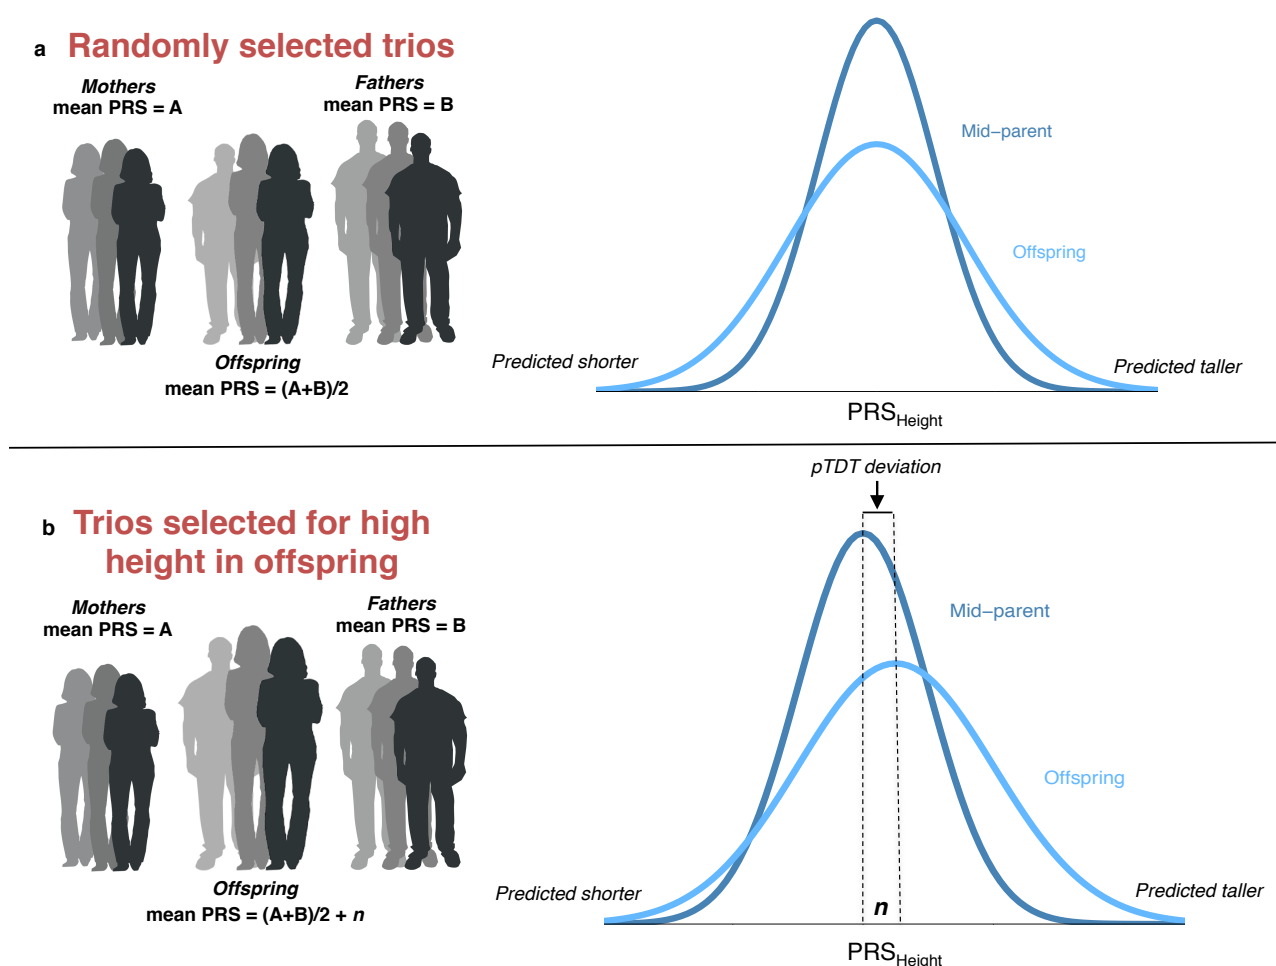 a Randomly selected trios
Mothers
mean PRS = A
Fathers
mean PRS = B
Offspring
mean PRS = (A+B)/2
Mid–parent
Offspring
Predicted shorter
Predicted taller
PRSHeight
b Trios selected for high
height in offspring
Mothers
mean PRS = A
Fathers
mean PRS = B
Offspring
mean PRS = (A+B)/2 + n
pTDT deviation
Mid–parent
Offspring
Predicted shorter
n
Predicted taller
PRSHeight